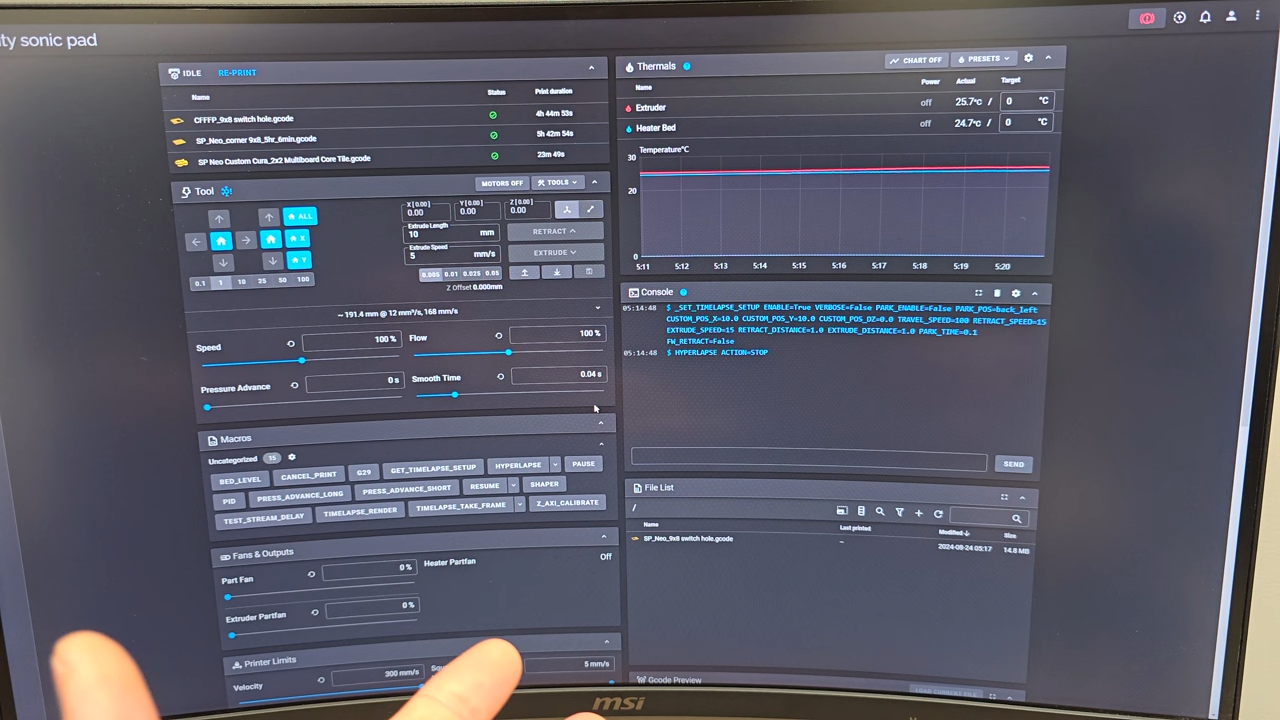 ty sonic pad
IDLE RE-PRINT
Name Status Print duration
CFFFP_9x8 switch hole.gcode 4h 44m 53s
SP_Neo_corner 9x8_5hr_6min.gcode 5h 42m 54s
SP Neo Custom Cura_2x2 Multiboard Core Tile.gcode 23m 49s
Tool MOTORS OFF TOOLS
X [0.00] Y [0.00] Z [0.00]
0.00 0.00 0.00
ALL
X
Y
0.1 1 10 25 50 100
Extrude Length
10 mm
RETRACT
Extrude Speed
5 mm/s
EXTRUDE
0.005 0.01 0.025 0.05
Z Offset 0.000mm
~ 191.4 mm @ 12 mm³/s, 168 mm/s
Speed 100 % Flow 100 %
Pressure Advance 0 s Smooth Time 0.04 s
Macros
Uncategorized 15
BED_LEVEL CANCEL_PRINT G29 GET_TIMELAPSE_SETUP HYPERLAPSE PAUSE
PID PRESS_ADVANCE_LONG PRESS_ADVANCE_SHORT RESUME SHAPER
TEST_STREAM_DELAY TIMELAPSE_RENDER TIMELAPSE_TAKE_FRAME Z_AXI_CALIBRATE
Fans & Outputs
Part Fan 0 % Heater Partfan Off
Extruder Partfan 0 %
Printer Limits
Velocity 300 mm/s Squ 5 mm/s
Thermals CHART OFF PRESETS
Name Power Actual Target
Extruder off 25.7°C / 0 °C
Heater Bed off 24.7°C / 0 °C
Temperature°C
30
20
0
5:11 5:12 5:13 5:14 5:15 5:16 5:17 5:18 5:19 5:20
Console
05:14:48 $ _SET_TIMELAPSE_SETUP ENABLE=True VERBOSE=False PARK_ENABLE=False PARK_POS=back_left
CUSTOM_POS_X=10.0 CUSTOM_POS_Y=10.0 CUSTOM_POS_DZ=0.0 TRAVEL_SPEED=100 RETRACT_SPEED=15
EXTRUDE_SPEED=15 RETRACT_DISTANCE=1.0 EXTRUDE_DISTANCE=1.0 PARK_TIME=0.1
FW_RETRACT=False
05:14:48 $ HYPERLAPSE ACTION=STOP
SEND
File List
/
Name Last printed Modified Size
SP_Neo_9x8 switch hole.gcode – 2024-08-24 05:17 14.8 MB
Gcode Preview LOAD CURRENT FILE
msi